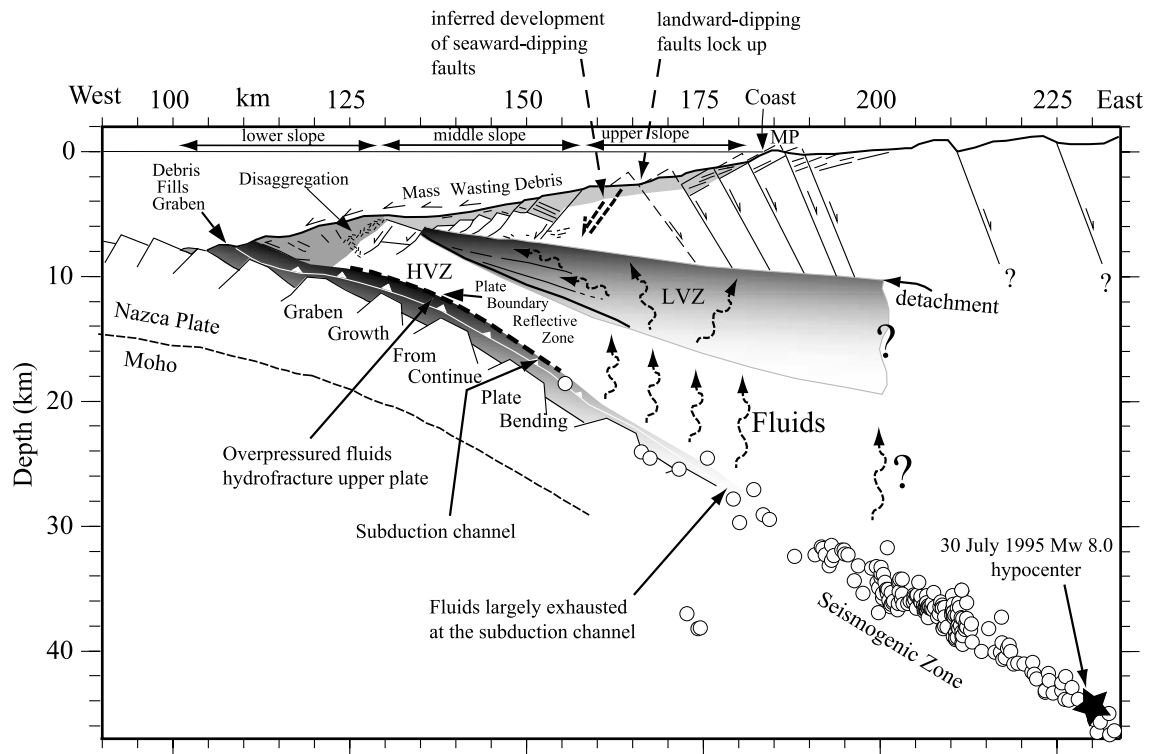 inferred development
of seaward-dipping
faults
landward-dipping
faults lock up
West 100 km 125 150 175 Coast 200 225 East
lower slope middle slope upper slope
MP
0
10
20
30
40
Depth (km)
Debris
Fills
Graben
Disaggregation
Mass Wasting Debris
HVZ
LVZ
detachment
?
?
?
?
Plate
Boundary
Reflective
Zone
Nazca Plate
Moho
Graben
Growth
From
Continue
Plate
Bending
Fluids
Overpressured fluids
hydrofracture upper plate
Subduction channel
Fluids largely exhausted
at the subduction channel
30 July 1995 Mw 8.0
hypocenter
Seismogenic Zone